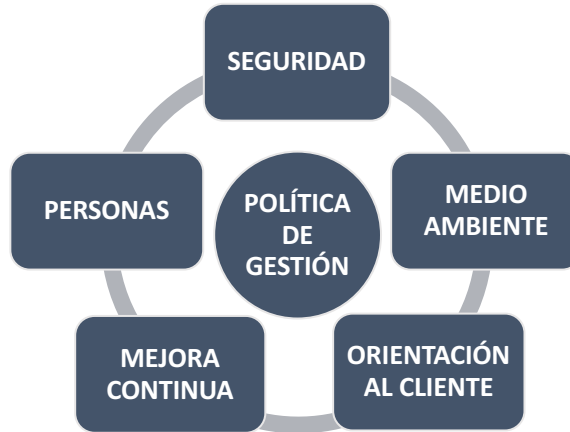 SEGURIDAD
MEDIO
AMBIENTE
ORIENTACIÓN
AL CLIENTE
MEJORA
CONTINUA
PERSONAS
POLÍTICA
DE
GESTIÓN